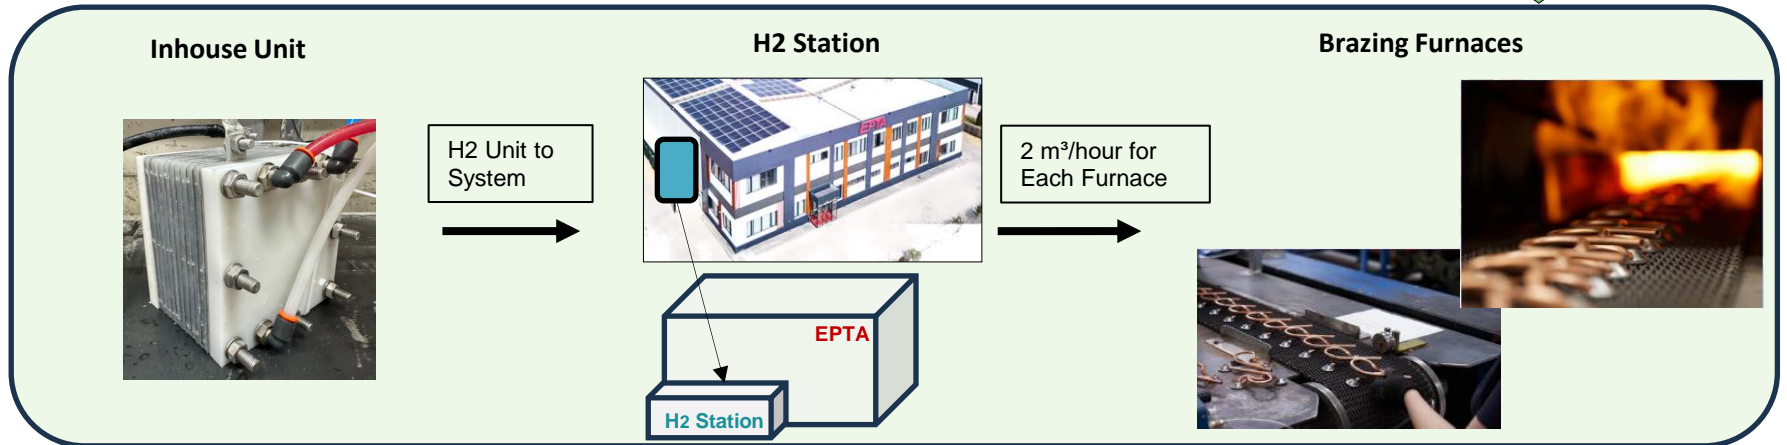 Inhouse Unit
H2 Station
Brazing Furnaces
H2 Unit to
System
EPTA
2 m³/hour for
Each Furnace
EPTA
H2 Station